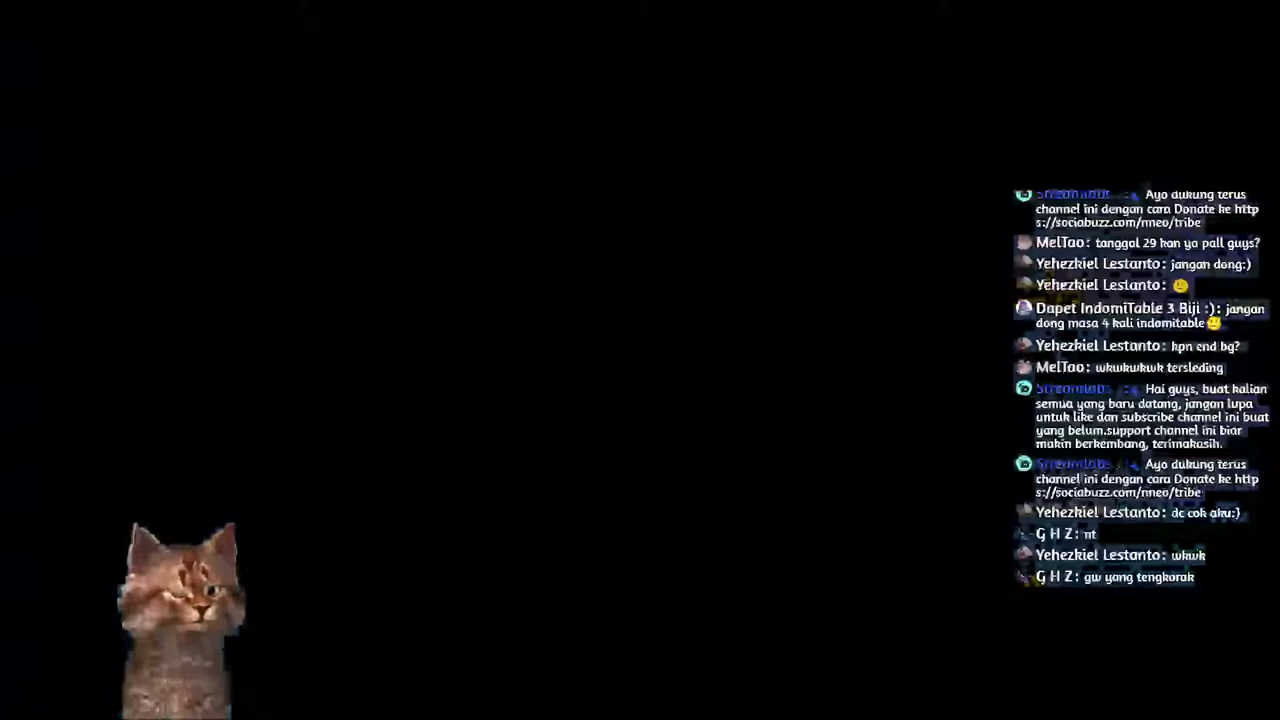 Streamlabs : Ayo dukung terus
channel ini dengan cara Donate ke http
s://sociabuzz.com/nneo/tribe
MelTao: tanggal 29 kan ya pall guys?
Yehezkiel Lestanto: jangan dong:)
Yehezkiel Lestanto:
Dapet IndomiTable 3 Biji :): jangan
dong masa 4 kali indomitable
Yehezkiel Lestanto: kpn end bg?
MelTao: wkwkwkwk tersleding
Streamlabs : Hai guys, buat kalian
semua yang baru datang, jangan lupa
untuk like dan subscribe channel ini buat
yang belum.support channel ini biar
makin berkembang, terimakasih.
Streamlabs : Ayo dukung terus
channel ini dengan cara Donate ke http
s://sociabuzz.com/nneo/tribe
Yehezkiel Lestanto: dc cok aku:)
G H Z: nt
Yehezkiel Lestanto: wkwk
G H Z: gw yang tengkorak